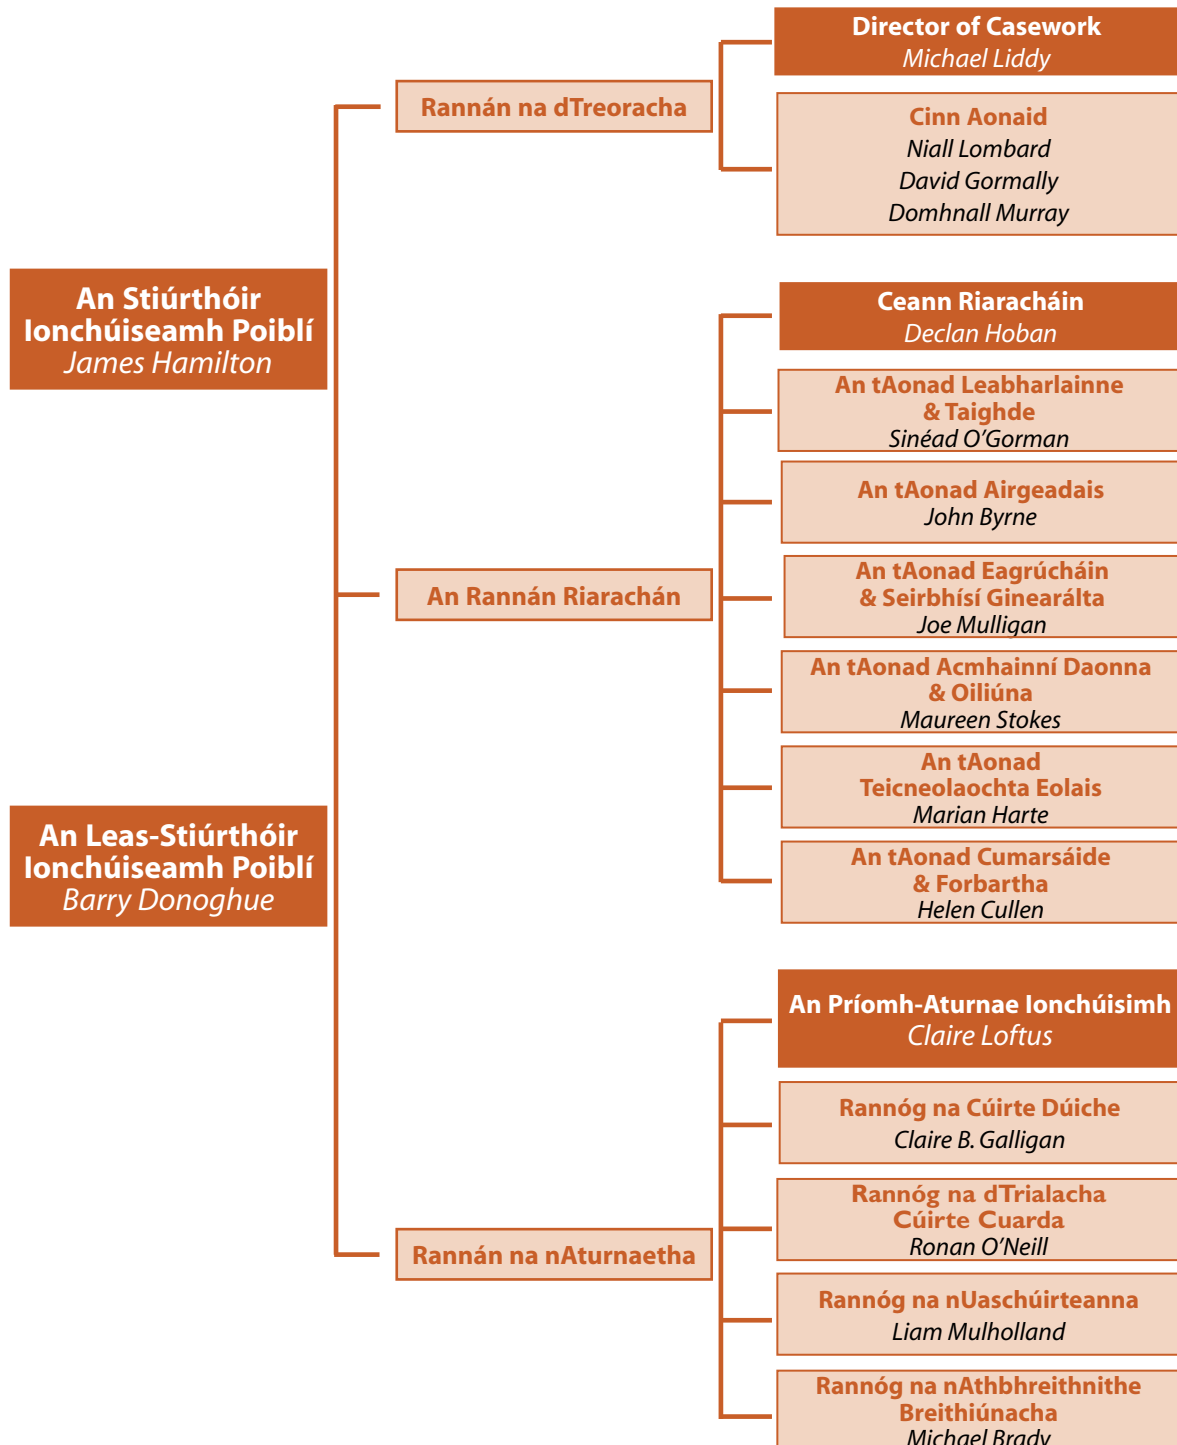 An Stiúrthóir
Ionchúiseamh Poiblí
James Hamilton
An Leas-Stiúrthóir
Ionchúiseamh Poiblí
Barry Donoghue
Rannán na dTreoracha
Director of Casework
Michael Liddy
Cinn Aonaid
Niall Lombard
David Gormally
Domhnall Murray
An Rannán Riarachán
Ceann Riaracháin
Declan Hoban
An tAonad Leabharlainne
& Taighde
Sinéad O'Gorman
An tAonad Airgeadais
John Byrne
An tAonad Eagrúcháin
& Seirbhísí Ginearálta
Joe Mulligan
An tAonad Acmhainní Daonna
& Oiliúna
Maureen Stokes
An tAonad
Teicneolaochta Eolais
Marian Harte
An tAonad Cumarsáide
& Forbartha
Helen Cullen
Rannán na nAturnaetha
An Príomh-Aturnae Ionchúisimh
Claire Loftus
Rannóg na Cúirte Dúiche
Claire B. Galligan
Rannóg na dTrialacha
Cúirte Cuarda
Ronan O'Neill
Rannóg na nUaschúirteanna
Liam Mulholland
Rannóg na nAthbhreithnithe
Breithiúnacha
Michael Brady